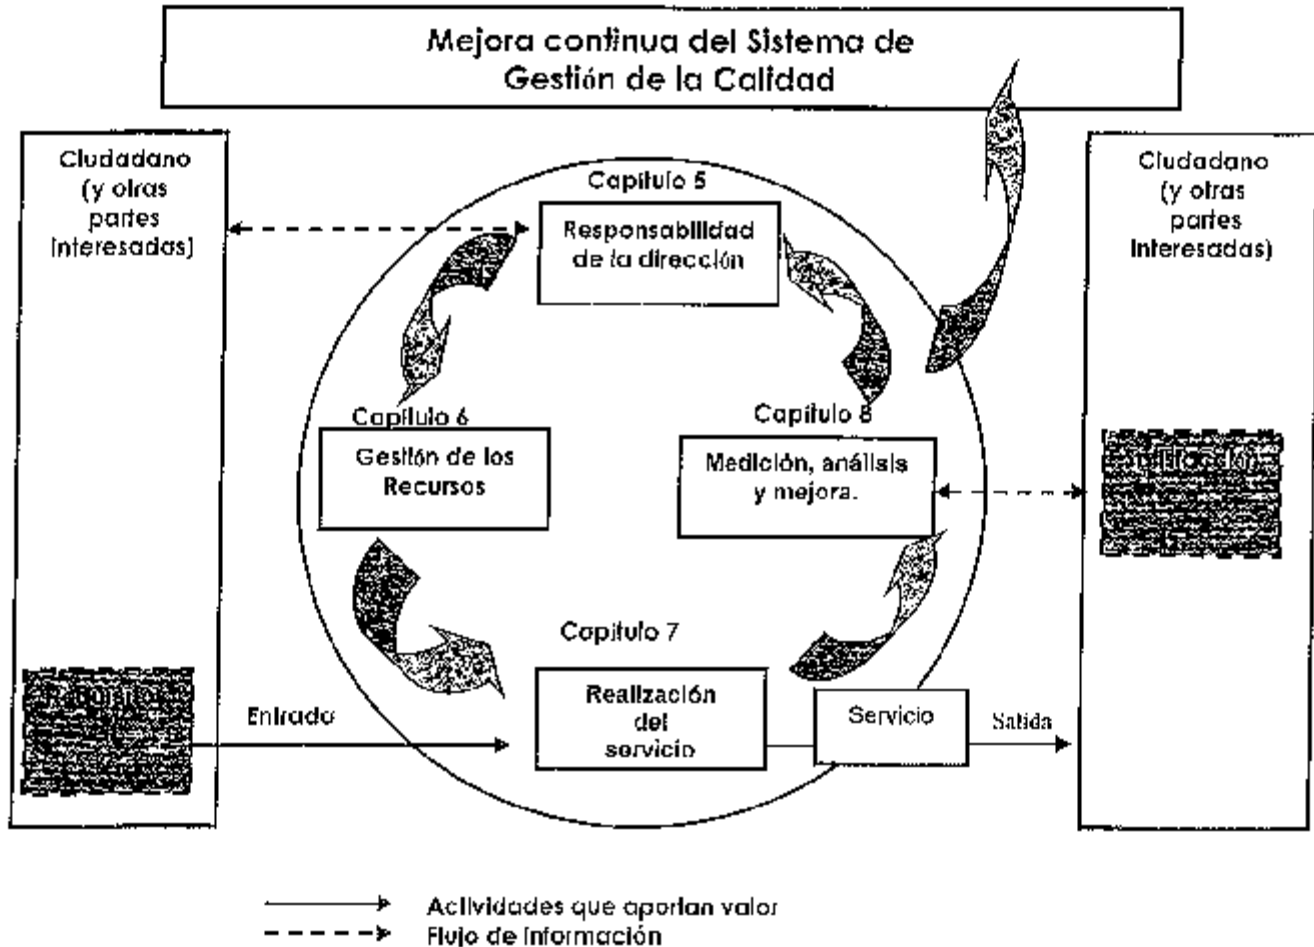 Mejora continua del Sistema de
Gestión de la Calidad
Ciudadano
(y otras
partes
interesadas)
Capítulo 5
Responsabilidad
de la dirección
Ciudadano
(y otras
partes
interesadas)
Capítulo 6
Gestión de los
Recursos
Capítulo 8
Medición, análisis
y mejora.
Capítulo 7
Realización
del
servicio
Entrada
Servicio
Salida
Actividades que aportan valor
Flujo de información